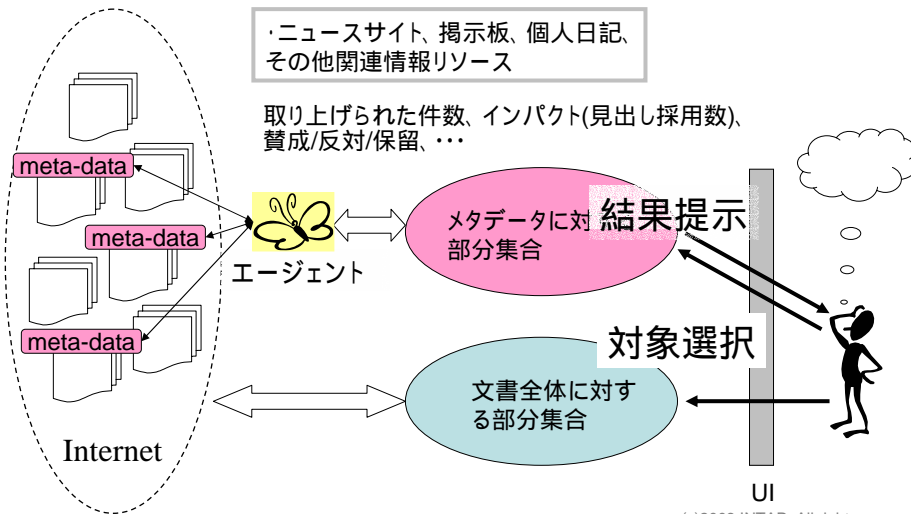 ・ニュースサイト、掲示板、個人日記、
その他関連情報リソース
取り上げられた件数、インパクト(見出し採用数)、
賛成/反対/保留、・・・
meta-data
meta-data
meta-data
Internet
エージェント
メタデータに対
部分集合
結果提示
対象選択
文書全体に対す
る部分集合
UI